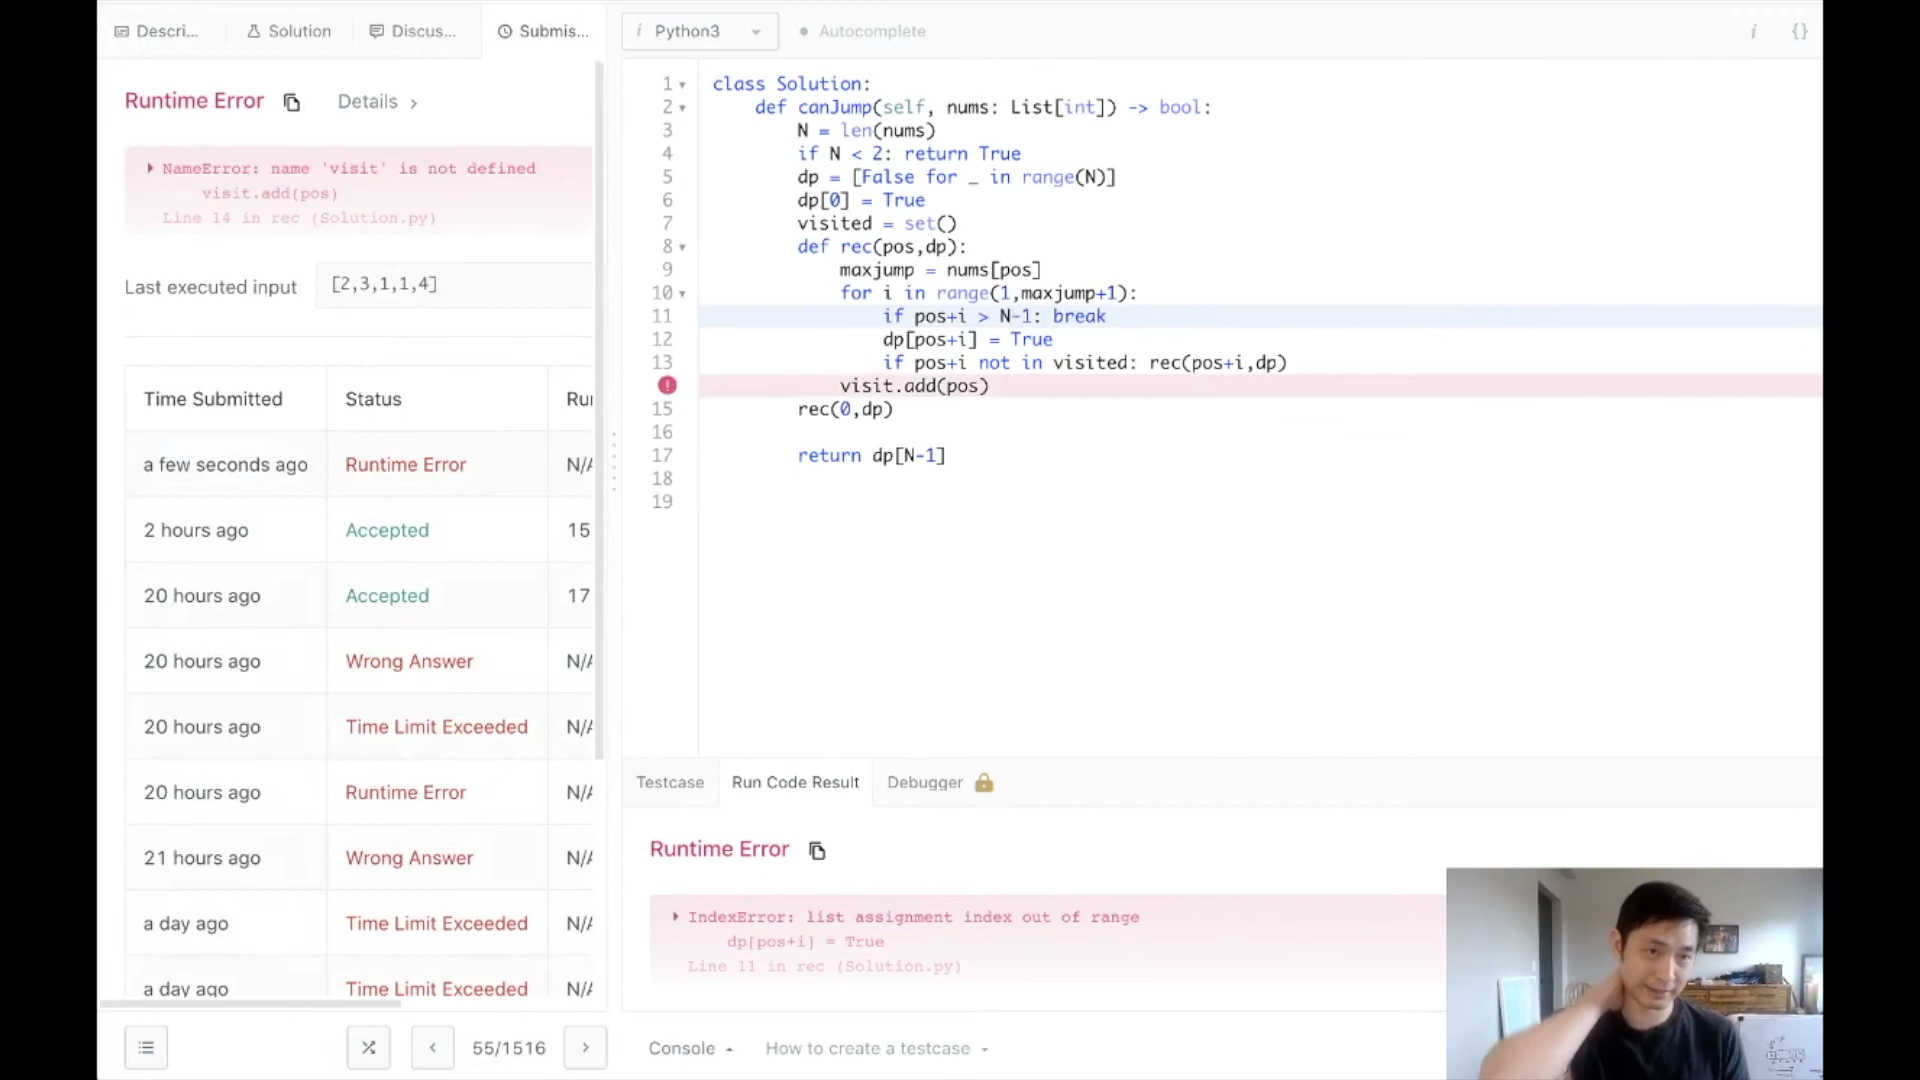 Descri...
Solution
Discus...
Submis...
i Python3
Autocomplete
i {}
Runtime Error
Details
NameError: name 'visit' is not defined
visit.add(pos)
Line 14 in rec (Solution.py)
Last executed input
[2,3,1,1,4]
Time Submitted Status Ru
a few seconds ago Runtime Error N/A
2 hours ago Accepted 15
20 hours ago Accepted 17
20 hours ago Wrong Answer N/A
20 hours ago Time Limit Exceeded N/A
20 hours ago Runtime Error N/A
21 hours ago Wrong Answer N/A
a day ago Time Limit Exceeded N/A
a day ago Time Limit Exceeded N/A
55/1516
1 class Solution:
2 def canJump(self, nums: List[int]) -> bool:
3 N = len(nums)
4 if N < 2: return True
5 dp = [False for _ in range(N)]
6 dp[0] = True
7 visited = set()
8 def rec(pos,dp):
9 maxjump = nums[pos]
10 for i in range(1,maxjump+1):
11 if pos+i > N-1: break
12 dp[pos+i] = True
13 if pos+i not in visited: rec(pos+i,dp)
! visit.add(pos)
15 rec(0,dp)
16
17 return dp[N-1]
18
19
Testcase
Run Code Result
Debugger
Runtime Error
IndexError: list assignment index out of range
dp[pos+i] = True
Line 11 in rec (Solution.py)
Console
How to create a testcase